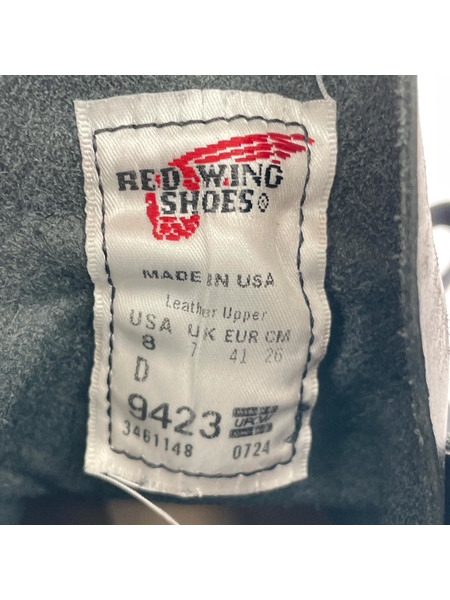 RED WING
SHOES®
MADE IN USA
Leather Upper
USA UK EUR CM
8 7 41 26
D
9423
3461148 0724